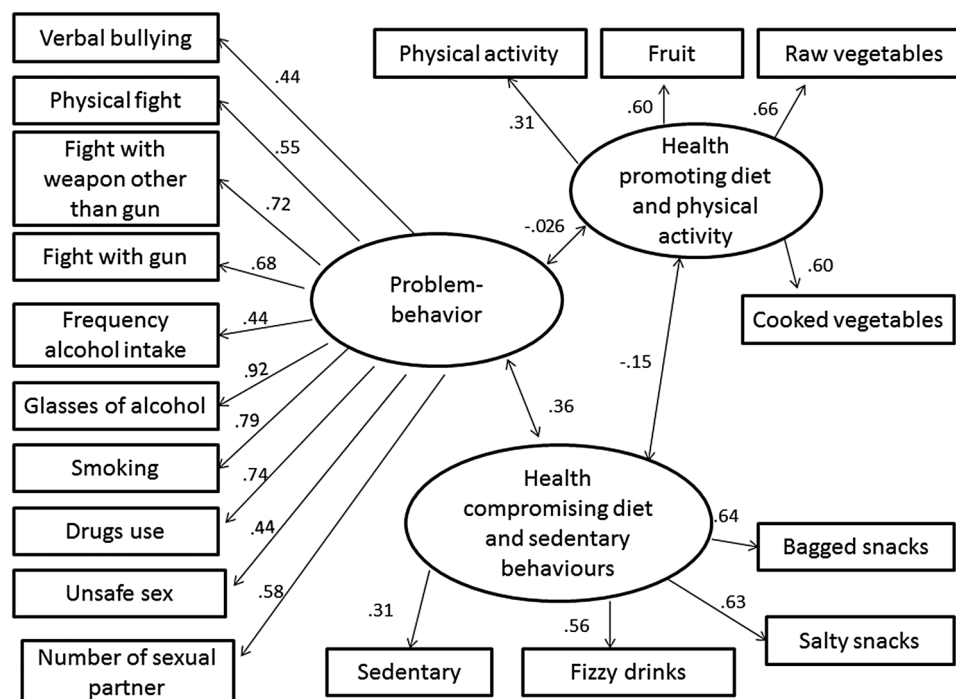 Verbal bullying
Physical fight
Fight with
weapon other
than gun
Fight with gun
Frequency
alcohol intake
Glasses of alcohol
Smoking
Drugs use
Unsafe sex
Number of sexual
partner
.44
.55
.72
.68
.44
.92
.79
.74
.44
.58
Problem-
behavior
Physical activity
Fruit
Raw vegetables
.31
.60
.66
Health
promoting diet
and physical
activity
.60
Cooked vegetables
-.026
-.15
.36
Health
compromising diet
and sedentary
behaviours
.64
Bagged snacks
.63
Salty snacks
.56
Fizzy drinks
.31
Sedentary